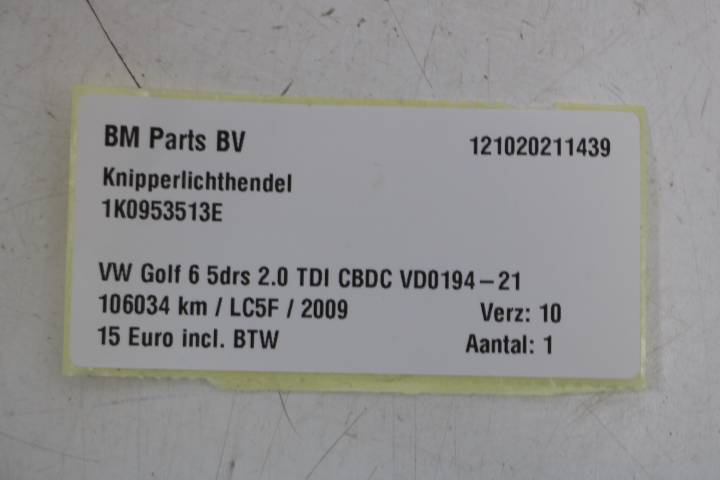 BM Parts BV 121020211439
Knipperlichthendel
1K0953513E
VW Golf 6 5drs 2.0 TDI CBDC VD0194-21
106034 km / LC5F / 2009 Verz: 10
15 Euro incl. BTW Aantal: 1